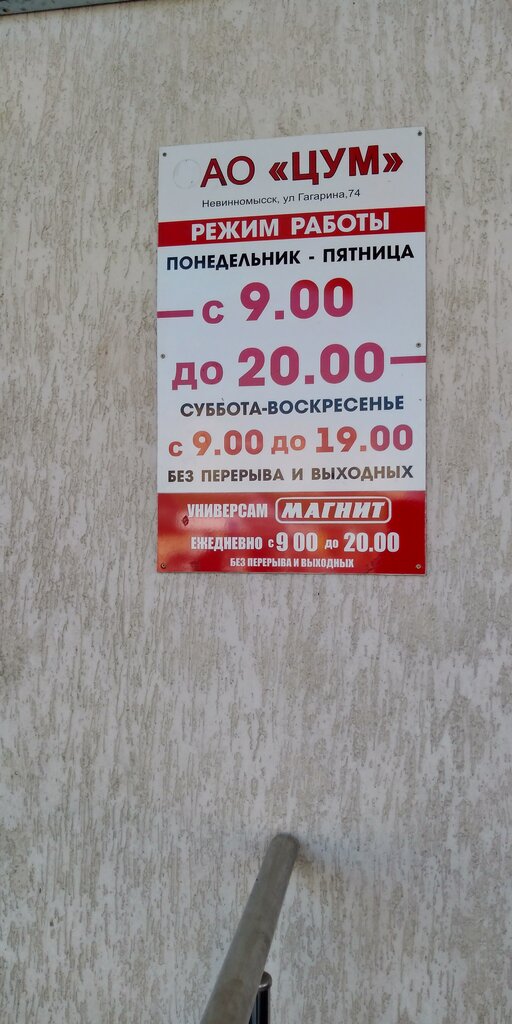 АО «ЦУМ»
Невинномысск, ул Гагарина,74
РЕЖИМ РАБОТЫ
ПОНЕДЕЛЬНИК - ПЯТНИЦА
с 9.00
до 20.00
СУББОТА-ВОСКРЕСЕНЬЕ
с 9.00 до 19.00
БЕЗ ПЕРЕРЫВА И ВЫХОДНЫХ
УНИВЕРСАМ МАГНИТ
ЕЖЕДНЕВНО с 9 00 до 20.00
БЕЗ ПЕРЕРЫВА И ВЫХОДНЫХ